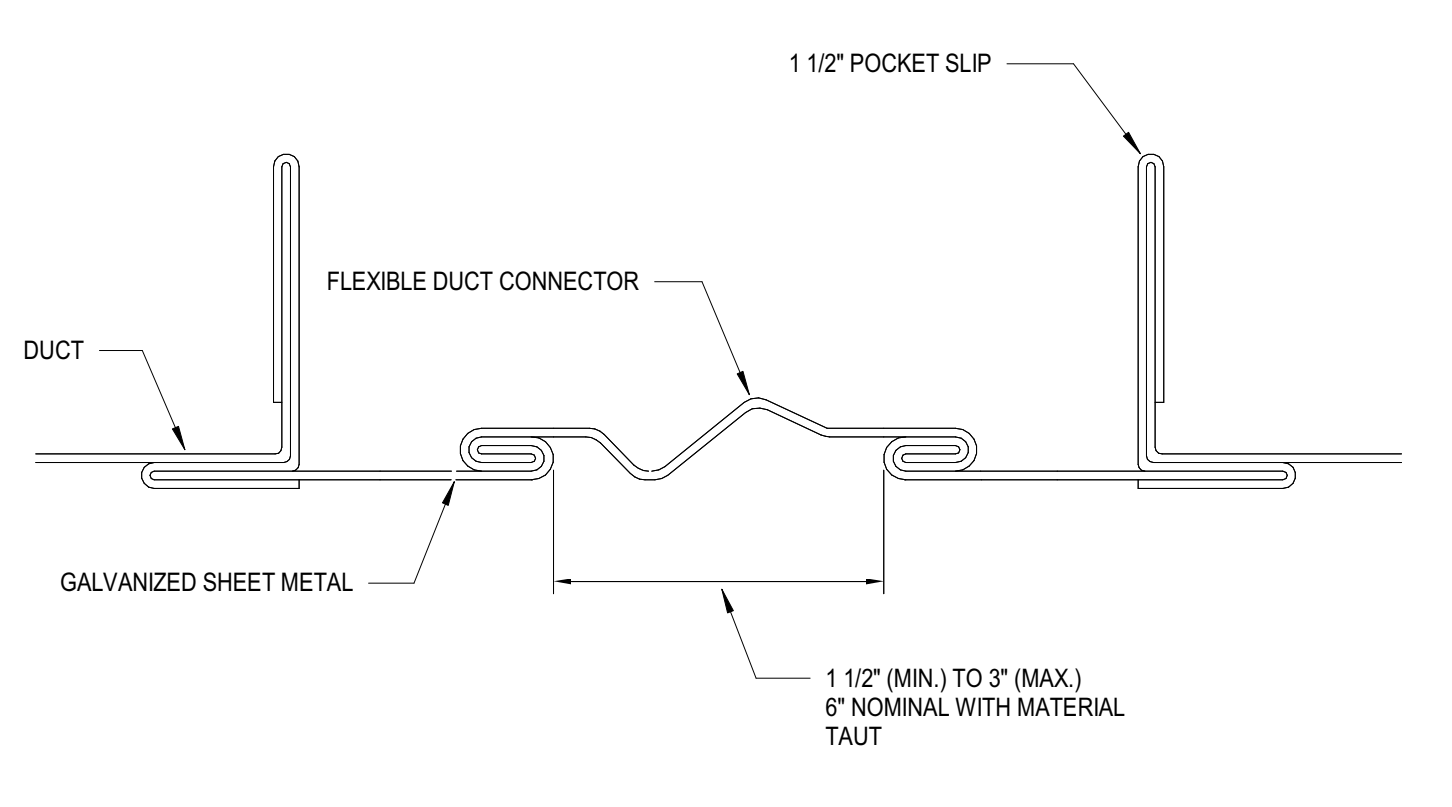 1 1/2" POCKET SLIP
FLEXIBLE DUCT CONNECTOR
DUCT
GALVANIZED SHEET METAL
1 1/2" (MIN.) TO 3" (MAX.)
6" NOMINAL WITH MATERIAL
TAUT